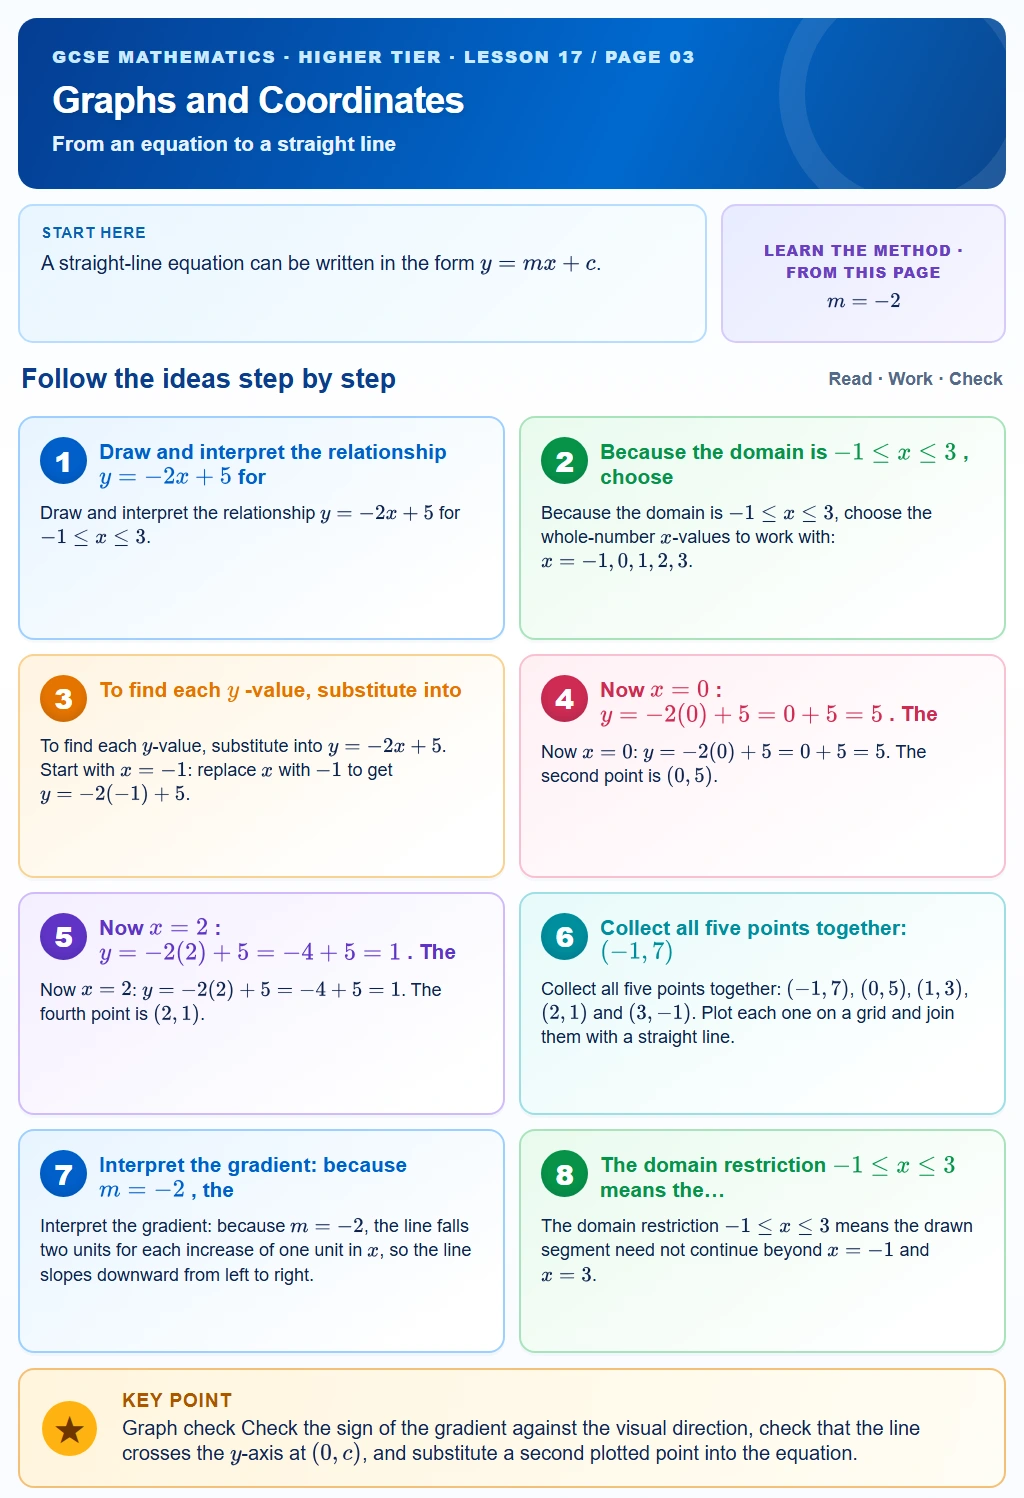 GCSE MATHEMATICS · HIGHER TIER · LESSON 17 / PAGE 03
Graphs and Coordinates
From an equation to a straight line
START HERE
A straight-line equation can be written in the form y = mx + c.
LEARN THE METHOD ·
FROM THIS PAGE
m = −2
Follow the ideas step by step
Read · Work · Check
1
Draw and interpret the relationship
y = −2x + 5 for
Draw and interpret the relationship y = −2x + 5 for
−1 ≤ x ≤ 3.
2
Because the domain is −1 ≤ x ≤ 3 ,
choose
Because the domain is −1 ≤ x ≤ 3, choose the
whole-number x-values to work with:
x = −1, 0, 1, 2, 3.
3
To find each y -value, substitute into
To find each y-value, substitute into y = −2x + 5.
Start with x = −1: replace x with −1 to get
y = −2(−1) + 5.
4
Now x = 0 :
y = −2(0) + 5 = 0 + 5 = 5 . The
Now x = 0: y = −2(0) + 5 = 0 + 5 = 5. The
second point is (0, 5).
5
Now x = 2 :
y = −2(2) + 5 = −4 + 5 = 1 . The
Now x = 2: y = −2(2) + 5 = −4 + 5 = 1. The
fourth point is (2, 1).
6
Collect all five points together:
(−1, 7)
Collect all five points together: (−1, 7), (0, 5), (1, 3),
(2, 1) and (3, −1). Plot each one on a grid and join
them with a straight line.
7
Interpret the gradient: because
m = −2 , the
Interpret the gradient: because m = −2, the line falls
two units for each increase of one unit in x, so the line
slopes downward from left to right.
8
The domain restriction −1 ≤ x ≤ 3
means the…
The domain restriction −1 ≤ x ≤ 3 means the drawn
segment need not continue beyond x = −1 and
x = 3.
KEY POINT
Graph check Check the sign of the gradient against the visual direction, check that the line
crosses the y-axis at (0, c), and substitute a second plotted point into the equation.